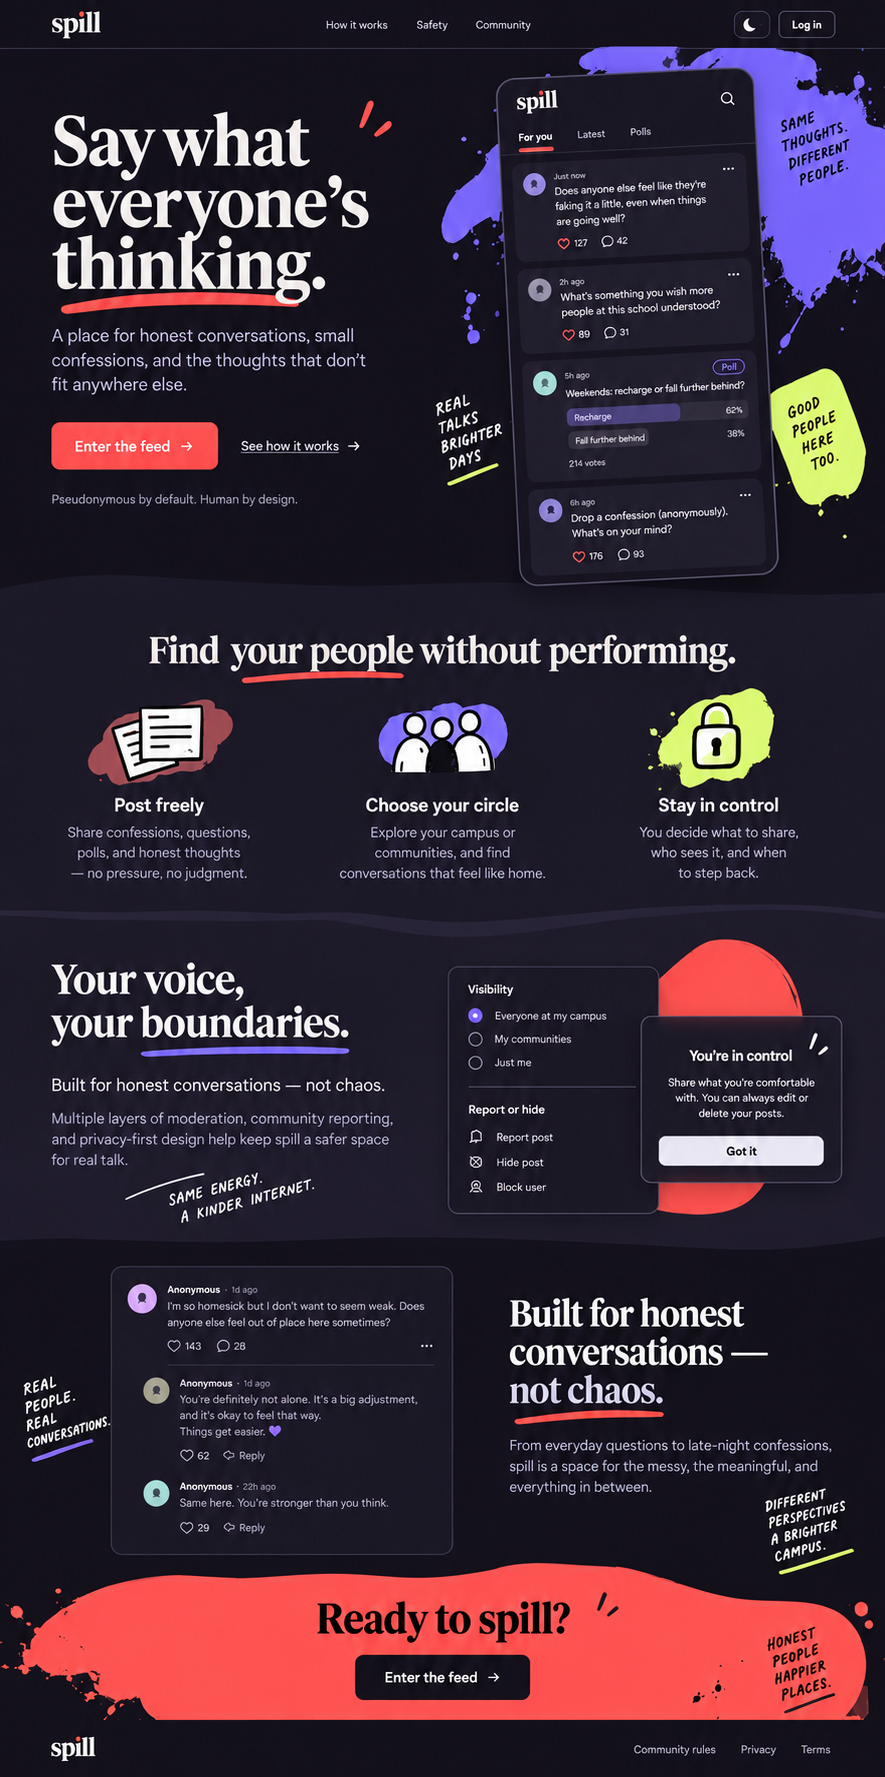 spill
How it works
Safety
Community
Log in
Say what
everyone's
thinking.
A place for honest conversations, small
confessions, and the thoughts that don't
fit anywhere else.
Enter the feed →
See how it works →
Pseudonymous by default. Human by design.
spill
For you
Latest
Polls
Just now
Does anyone else feel like they're
faking it a little, even when things
are going well?
127
42
2h ago
What's something you wish more
people at this school understood?
89
31
5h ago
Poll
Weekends: recharge or fall further behind?
Recharge
62%
Fall further behind
38%
214 votes
6h ago
Drop a confession (anonymously).
What's on your mind?
176
93
SAME
THOUGHTS.
DIFFERENT
PEOPLE.
REAL
TALKS
BRIGHTER
DAYS
GOOD
PEOPLE
HERE
TOO.
Find your people without performing.
Post freely
Share confessions, questions,
polls, and honest thoughts
— no pressure, no judgment.
Choose your circle
Explore your campus or
communities, and find
conversations that feel like home.
Stay in control
You decide what to share,
who sees it, and when
to step back.
Your voice,
your boundaries.
Built for honest conversations — not chaos.
Multiple layers of moderation, community reporting,
and privacy-first design help keep spill a safer space
for real talk.
SAME ENERGY.
A KINDER INTERNET.
Visibility
Everyone at my campus
My communities
Just me
Report or hide
Report post
Hide post
Block user
You're in control
Share what you're comfortable
with. You can always edit or
delete your posts.
Got it
REAL
PEOPLE.
REAL
CONVERSATIONS.
Anonymous · 1d ago
I'm so homesick but I don't want to seem weak. Does
anyone else feel out of place here sometimes?
143
28
Anonymous · 1d ago
You're definitely not alone. It's a big adjustment,
and it's okay to feel that way.
Things get easier. 💜
62
Reply
Anonymous · 22h ago
Same here. You're stronger than you think.
29
Reply
Built for honest
conversations —
not chaos.
From everyday questions to late-night confessions,
spill is a space for the messy, the meaningful, and
everything in between.
DIFFERENT
PERSPECTIVES
A BRIGHTER
CAMPUS.
Ready to spill?
Enter the feed →
HONEST
PEOPLE
HAPPIER
PLACES.
spill
Community rules
Privacy
Terms